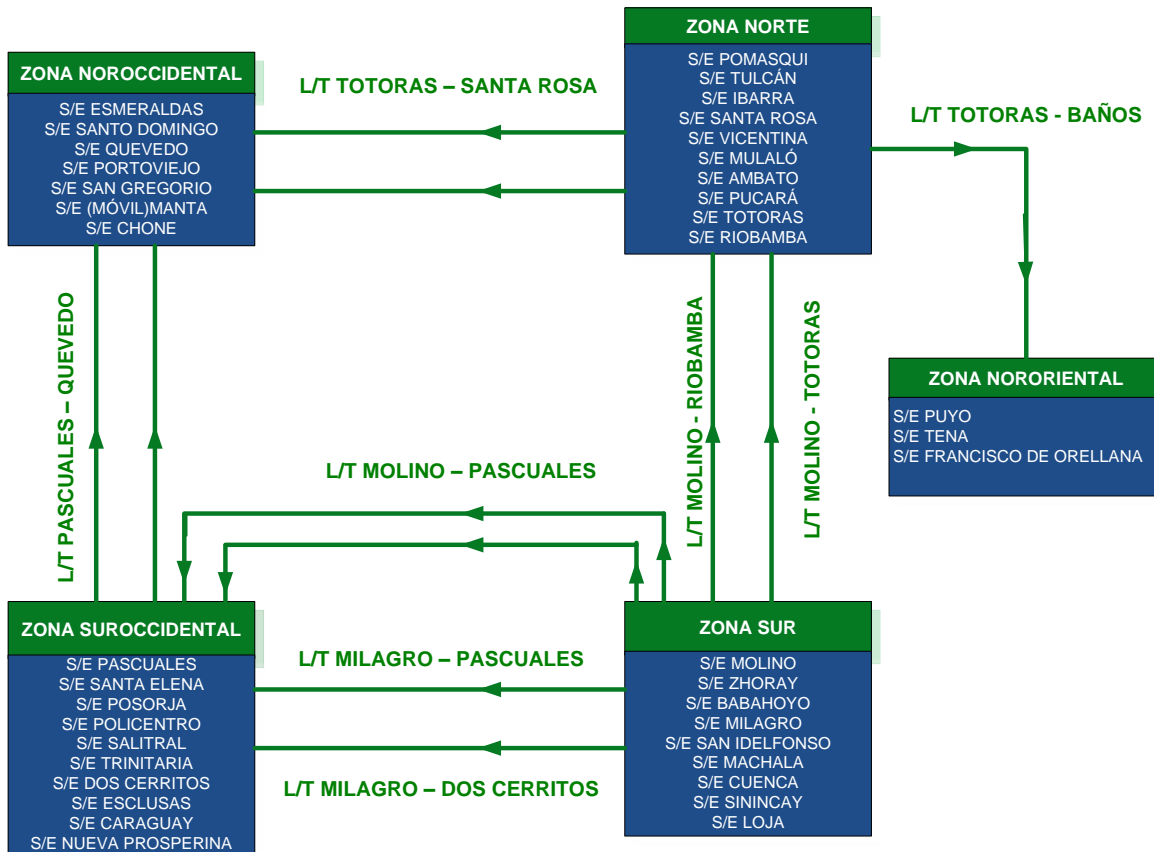 ZONA NOROCCIDENTAL
S/E ESMERALDAS
S/E SANTO DOMINGO
S/E QUEVEDO
S/E PORTOVIEJO
S/E SAN GREGORIO
S/E (MÓVIL)MANTA
S/E CHONE
L/T TOTORAS – SANTA ROSA
ZONA NORTE
S/E POMASQUI
S/E TULCÁN
S/E IBARRA
S/E SANTA ROSA
S/E VICENTINA
S/E MULALÓ
S/E AMBATO
S/E PUCARÁ
S/E TOTORAS
S/E RIOBAMBA
L/T TOTORAS - BAÑOS
ZONA NORORIENTAL
S/E PUYO
S/E TENA
S/E FRANCISCO DE ORELLANA
L/T PASCUALES – QUEVEDO
L/T MOLINO – PASCUALES
L/T MOLINO - RIOBAMBA
L/T MOLINO - TOTORAS
ZONA SUROCCIDENTAL
S/E PASCUALES
S/E SANTA ELENA
S/E POSORJA
S/E POLICENTRO
S/E SALITRAL
S/E TRINITARIA
S/E DOS CERRITOS
S/E ESCLUSAS
S/E CARAGUAY
S/E NUEVA PROSPERINA
L/T MILAGRO – PASCUALES
L/T MILAGRO – DOS CERRITOS
ZONA SUR
S/E MOLINO
S/E ZHORAY
S/E BABAHOYO
S/E MILAGRO
S/E SAN IDELFONSO
S/E MACHALA
S/E CUENCA
S/E SININCAY
S/E LOJA